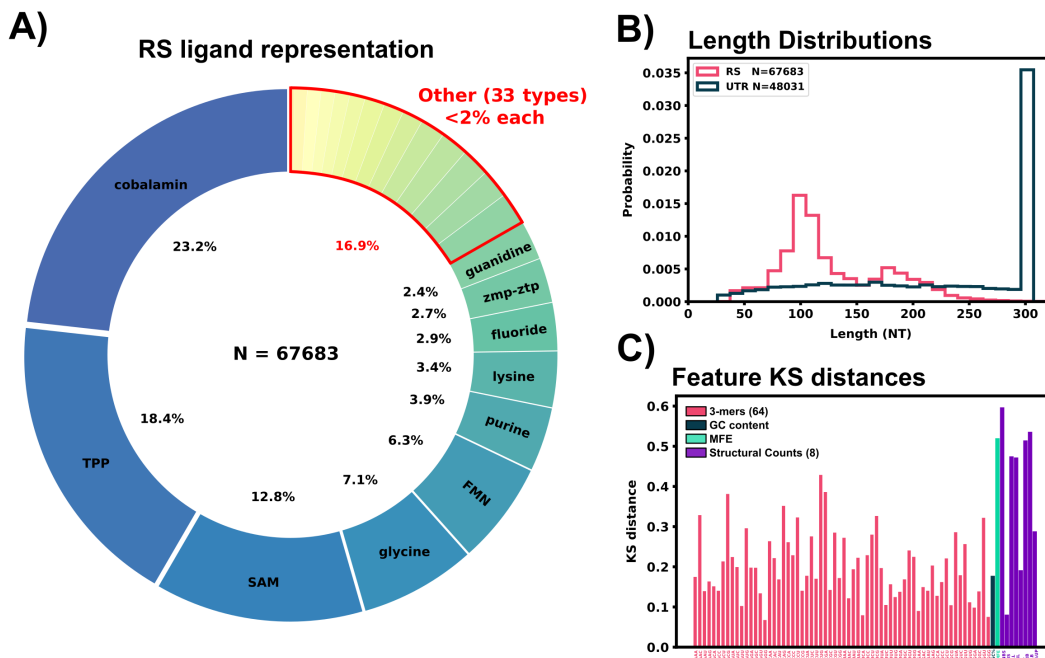 A)
RS ligand representation
Other (33 types)
<2% each
cobalamin
23.2%
16.9%
guanidine
2.4%
zmp-ztp
2.7%
fluoride
2.9%
lysine
3.4%
purine
3.9%
FMN
6.3%
glycine
7.1%
SAM
12.8%
TPP
18.4%
N = 67683
B)
Length Distributions
RS N=67683
UTR N=48031
Probability
0.035
0.030
0.025
0.020
0.015
0.010
0.005
0.000
0 50 100 150 200 250 300
Length (NT)
C)
Feature KS distances
3-mers (64)
GC content
MFE
Structural Counts (8)
KS distance
0.6
0.5
0.4
0.3
0.2
0.1
0.0